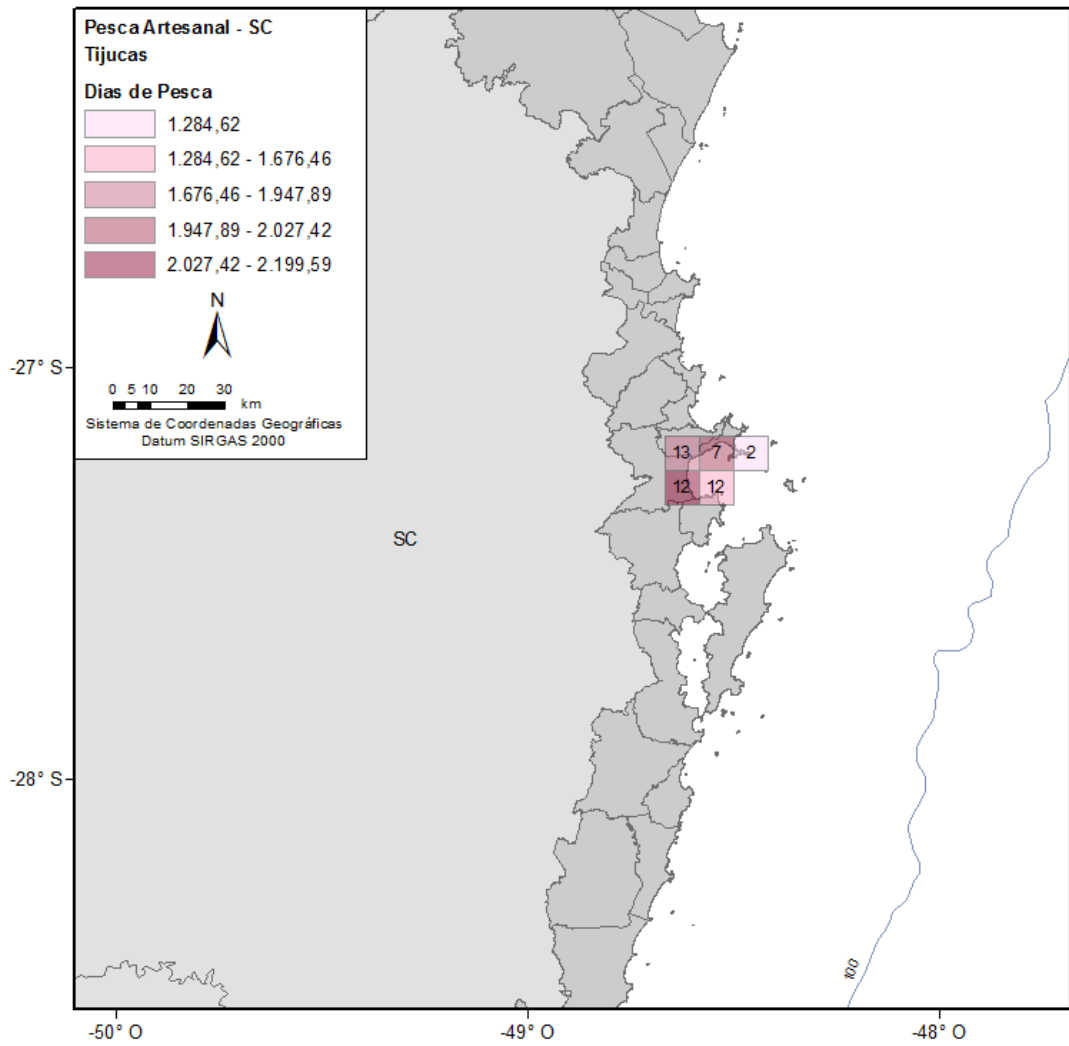 Pesca Artesanal - SC
Tijucas
Dias de Pesca
1.284,62
1.284,62 - 1.676,46
1.676,46 - 1.947,89
1.947,89 - 2.027,42
2.027,42 - 2.199,59
N
0 5 10 20 30
km
Sistema de Coordenadas Geográficas
Datum SIRGAS 2000
-27° S
13 7 2
12 12
SC
-28° S
100
-50° O -49° O -48° O